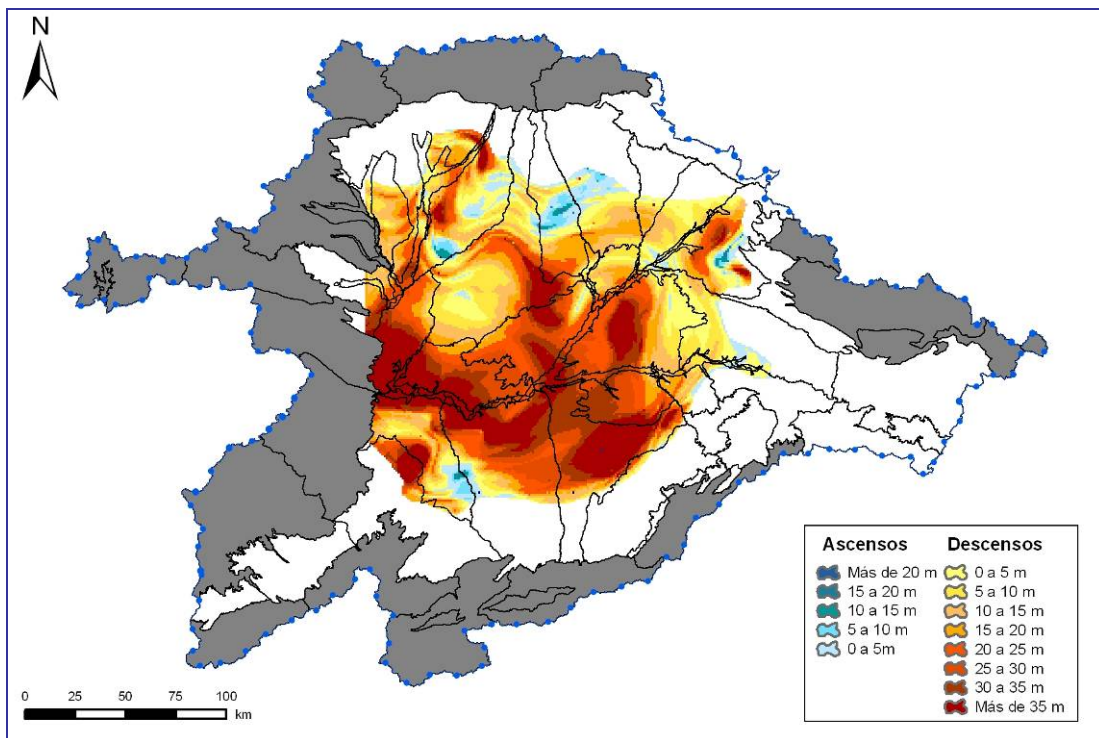 N
Ascensos Descensos
Más de 20 m 0 a 5 m
15 a 20 m 5 a 10 m
10 a 15 m 10 a 15 m
5 a 10 m 15 a 20 m
0 a 5m 20 a 25 m
25 a 30 m
30 a 35 m
Más de 35 m
0 25 50 75 100
km